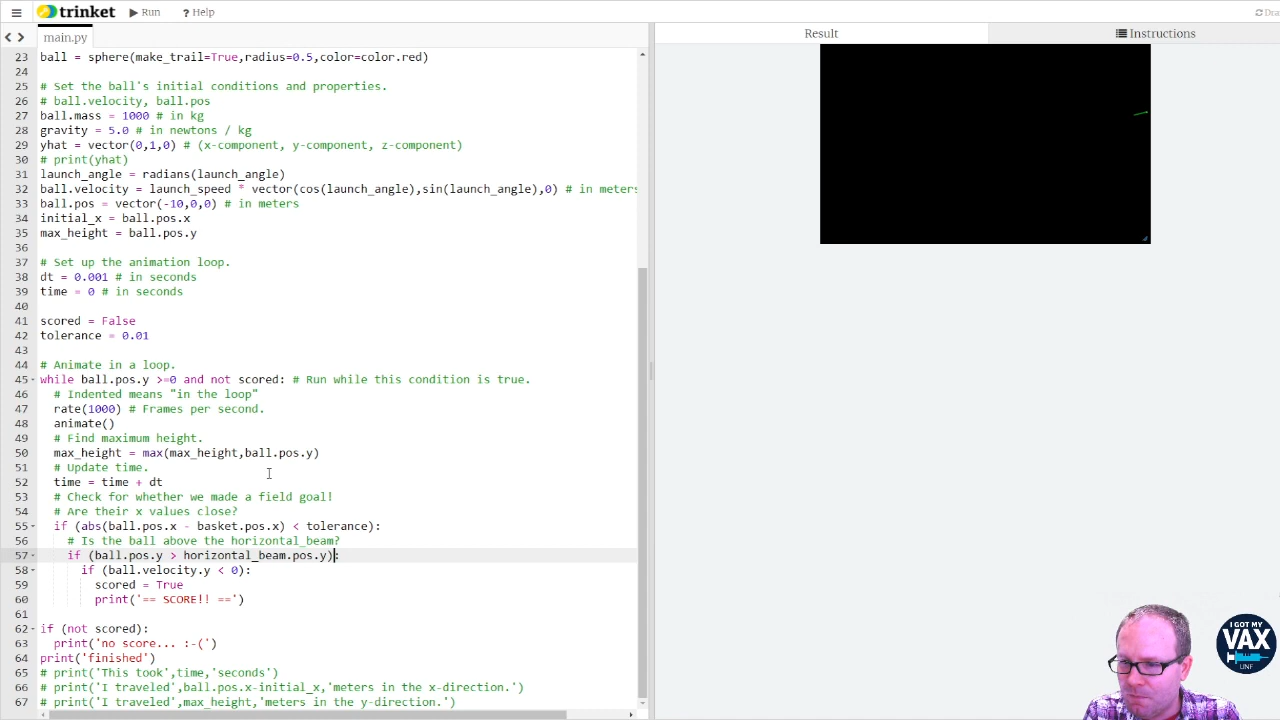 trinket Run ? Help Dra
main.py Result Instructions
23 ball = sphere(make_trail=True,radius=0.5,color=color.red)
24
25 # Set the ball's initial conditions and properties.
26 # ball.velocity, ball.pos
27 ball.mass = 1000 # in kg
28 gravity = 5.0 # in newtons / kg
29 yhat = vector(0,1,0) # (x-component, y-component, z-component)
30 # print(yhat)
31 launch_angle = radians(launch_angle)
32 ball.velocity = launch_speed * vector(cos(launch_angle),sin(launch_angle),0) # in meters
33 ball.pos = vector(-10,0,0) # in meters
34 initial_x = ball.pos.x
35 max_height = ball.pos.y
36
37 # Set up the animation loop.
38 dt = 0.001 # in seconds
39 time = 0 # in seconds
40
41 scored = False
42 tolerance = 0.01
43
44 # Animate in a loop.
45 while ball.pos.y >=0 and not scored: # Run while this condition is true.
46 # Indented means "in the loop"
47 rate(1000) # Frames per second.
48 animate()
49 # Find maximum height.
50 max_height = max(max_height,ball.pos.y)
51 # Update time.
52 time = time + dt
53 # Check for whether we made a field goal!
54 # Are their x values close?
55 if (abs(ball.pos.x - basket.pos.x) < tolerance):
56 # Is the ball above the horizontal_beam?
57 if (ball.pos.y > horizontal_beam.pos.y):
58 if (ball.velocity.y < 0):
59 scored = True
60 print('== SCORE!! ==')
61
62 if (not scored):
63 print('no score... :-(')
64 print('finished')
65 # print('This took',time,'seconds')
66 # print('I traveled',ball.pos.x-initial_x,'meters in the x-direction.')
67 # print('I traveled',max_height,'meters in the y-direction.')
I GOT MY
VAX
UNF